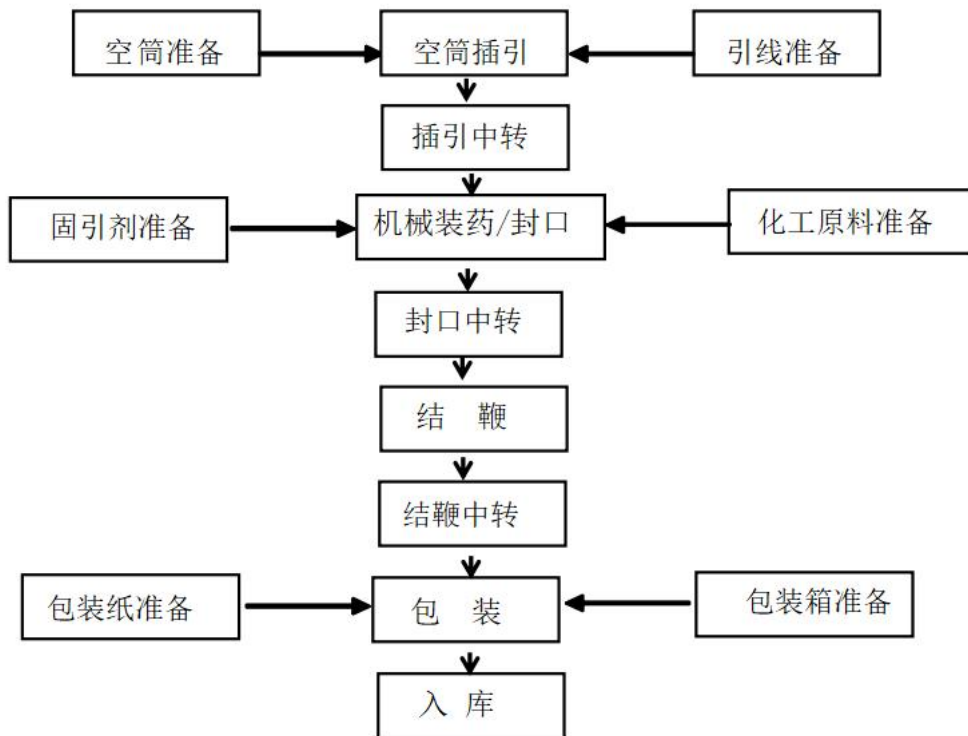 空筒准备
空筒插引
引线准备
插引中转
固引剂准备
机械装药/封口
化工原料准备
封口中转
结 鞭
结鞭中转
包装纸准备
包 装
包装箱准备
入 库